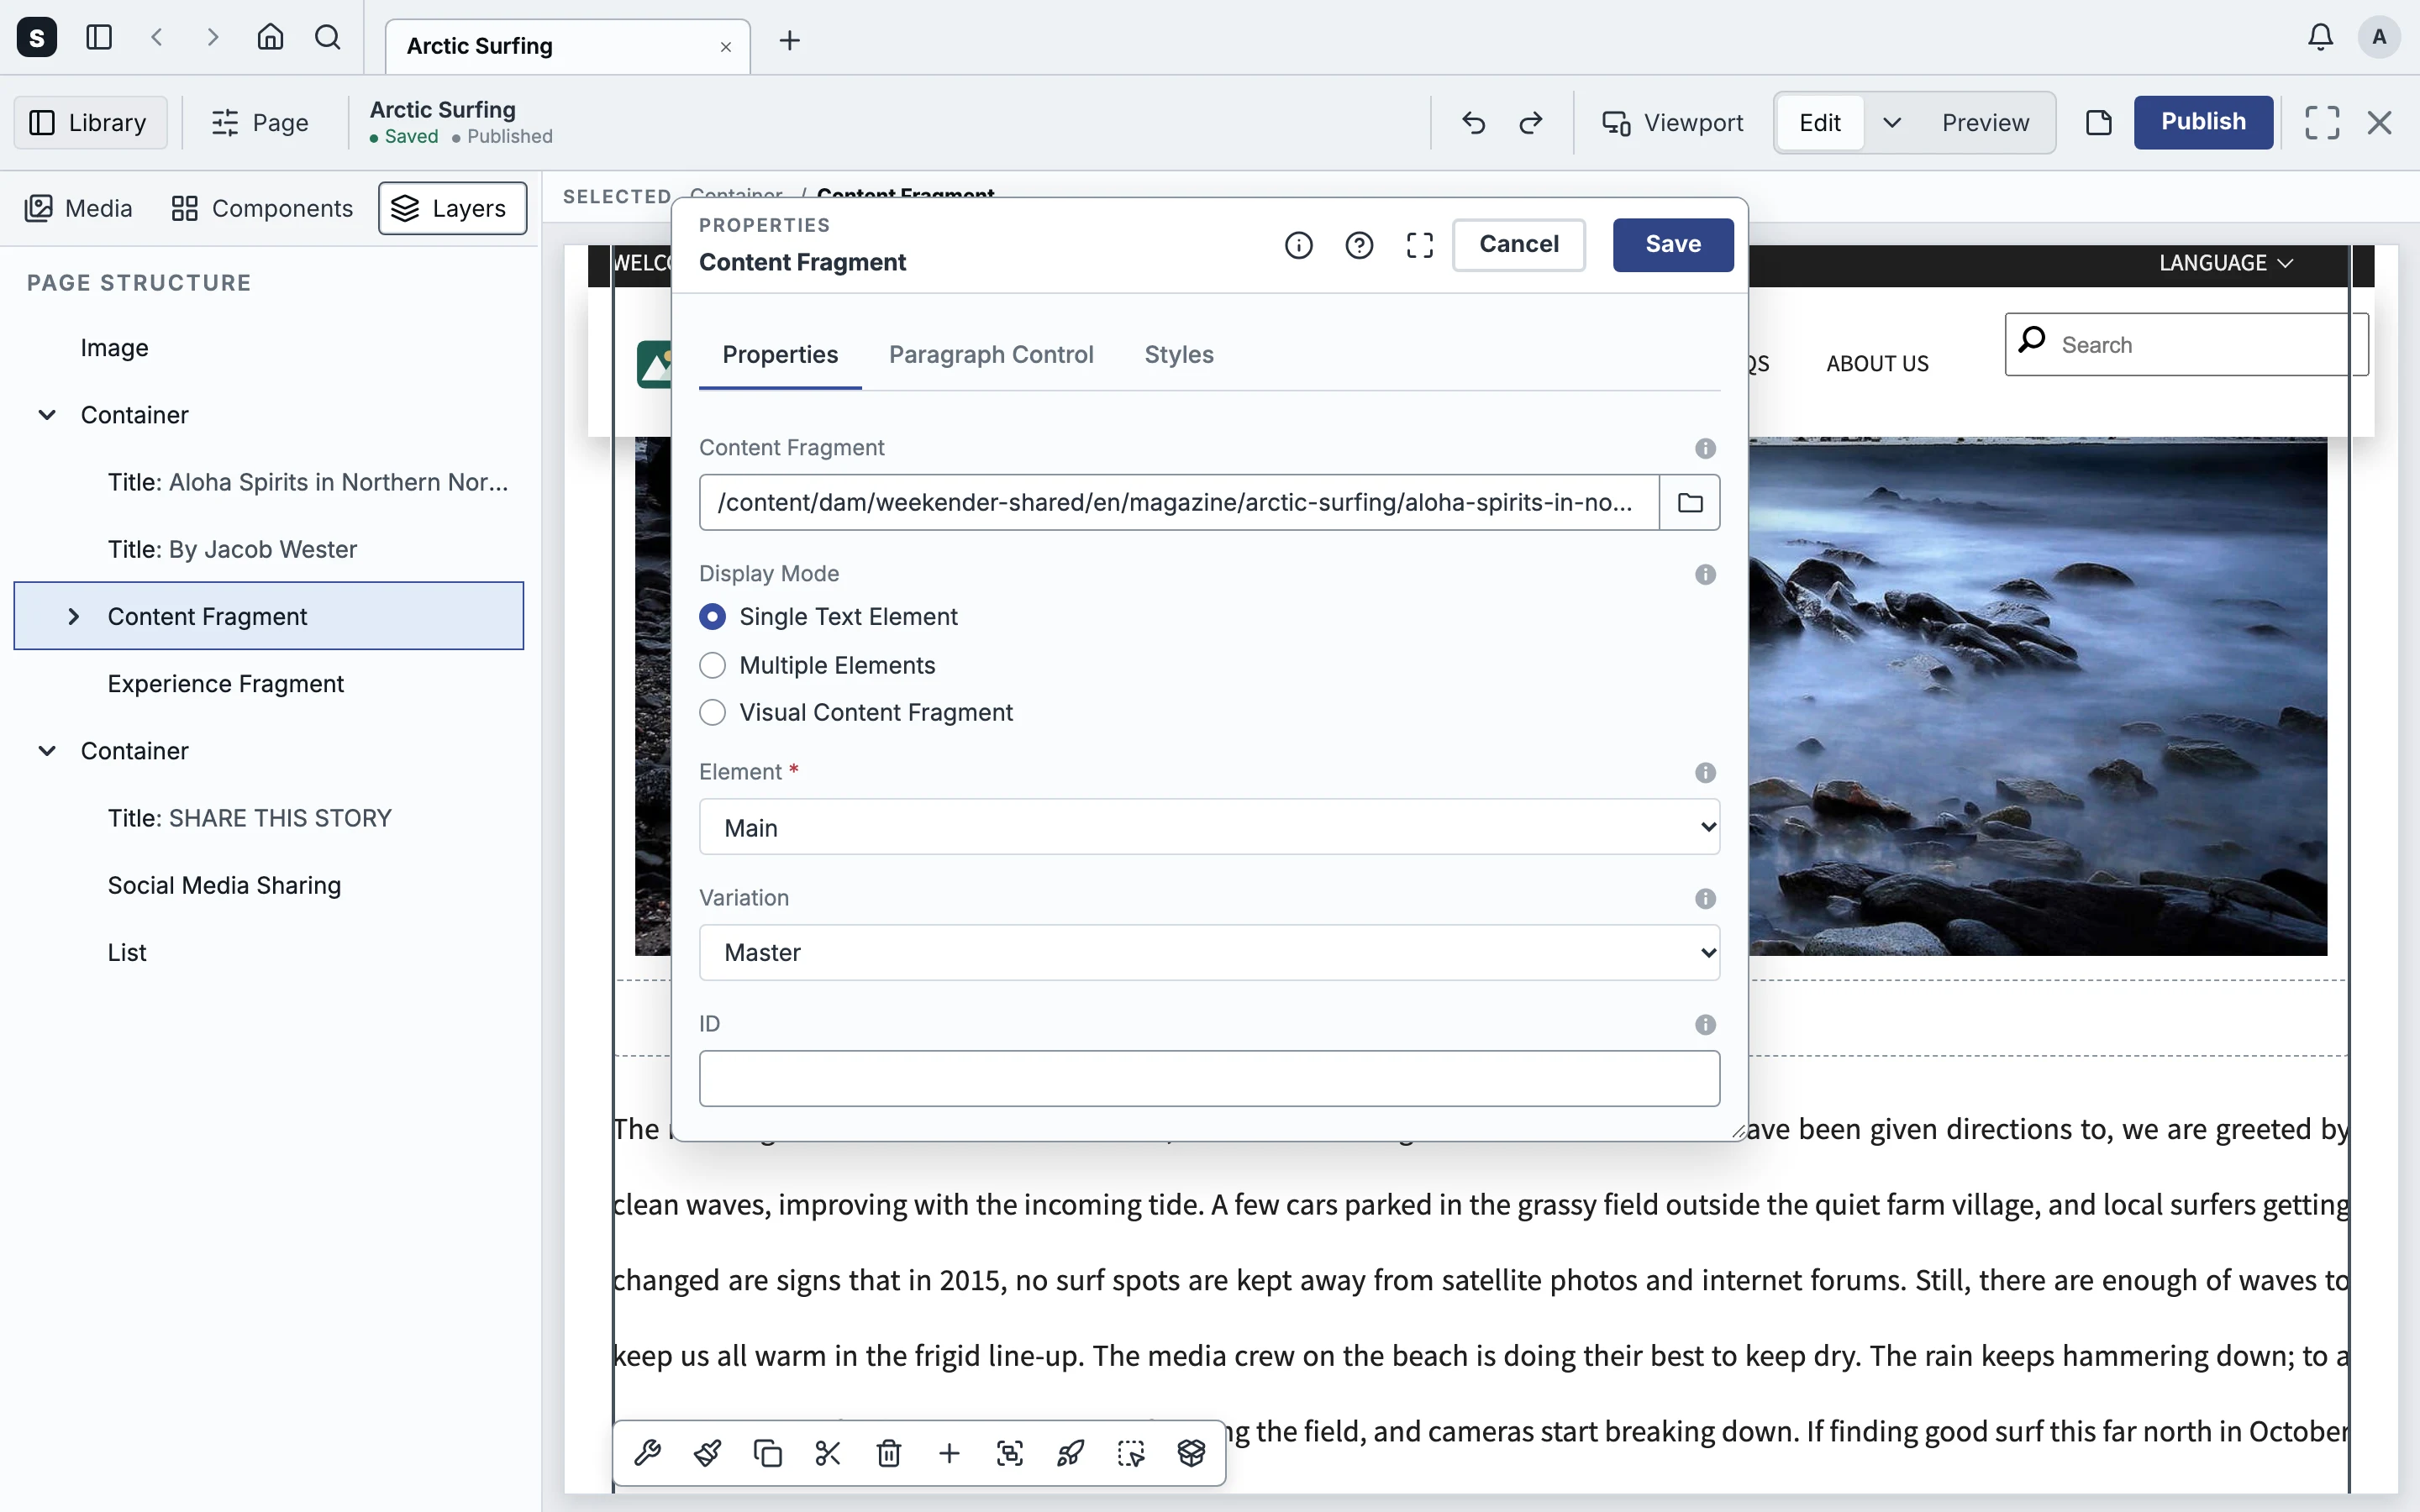 S
Arctic Surfing
A
Library
Page
Arctic Surfing
Saved
Published
Viewport
Edit
Preview
Publish
Media
Components
Layers
SELECTED Container / Content Fragment
PAGE STRUCTURE
Image
Container
Title: Aloha Spirits in Northern Nor...
Title: By Jacob Wester
Content Fragment
Experience Fragment
Container
Title: SHARE THIS STORY
Social Media Sharing
List
LANGUAGE
ABOUT US
Search
PROPERTIES
Content Fragment
Cancel
Save
Properties
Paragraph Control
Styles
Content Fragment
/content/dam/weekender-shared/en/magazine/arctic-surfing/aloha-spirits-in-no...
Display Mode
Single Text Element
Multiple Elements
Visual Content Fragment
Element *
Main
Variation
Master
ID
The
ave been given directions to, we are greeted by
clean waves, improving with the incoming tide. A few cars parked in the grassy field outside the quiet farm village, and local surfers getting
changed are signs that in 2015, no surf spots are kept away from satellite photos and internet forums. Still, there are enough of waves to
keep us all warm in the frigid line-up. The media crew on the beach is doing their best to keep dry. The rain keeps hammering down; to a
the field, and cameras start breaking down. If finding good surf this far north in October